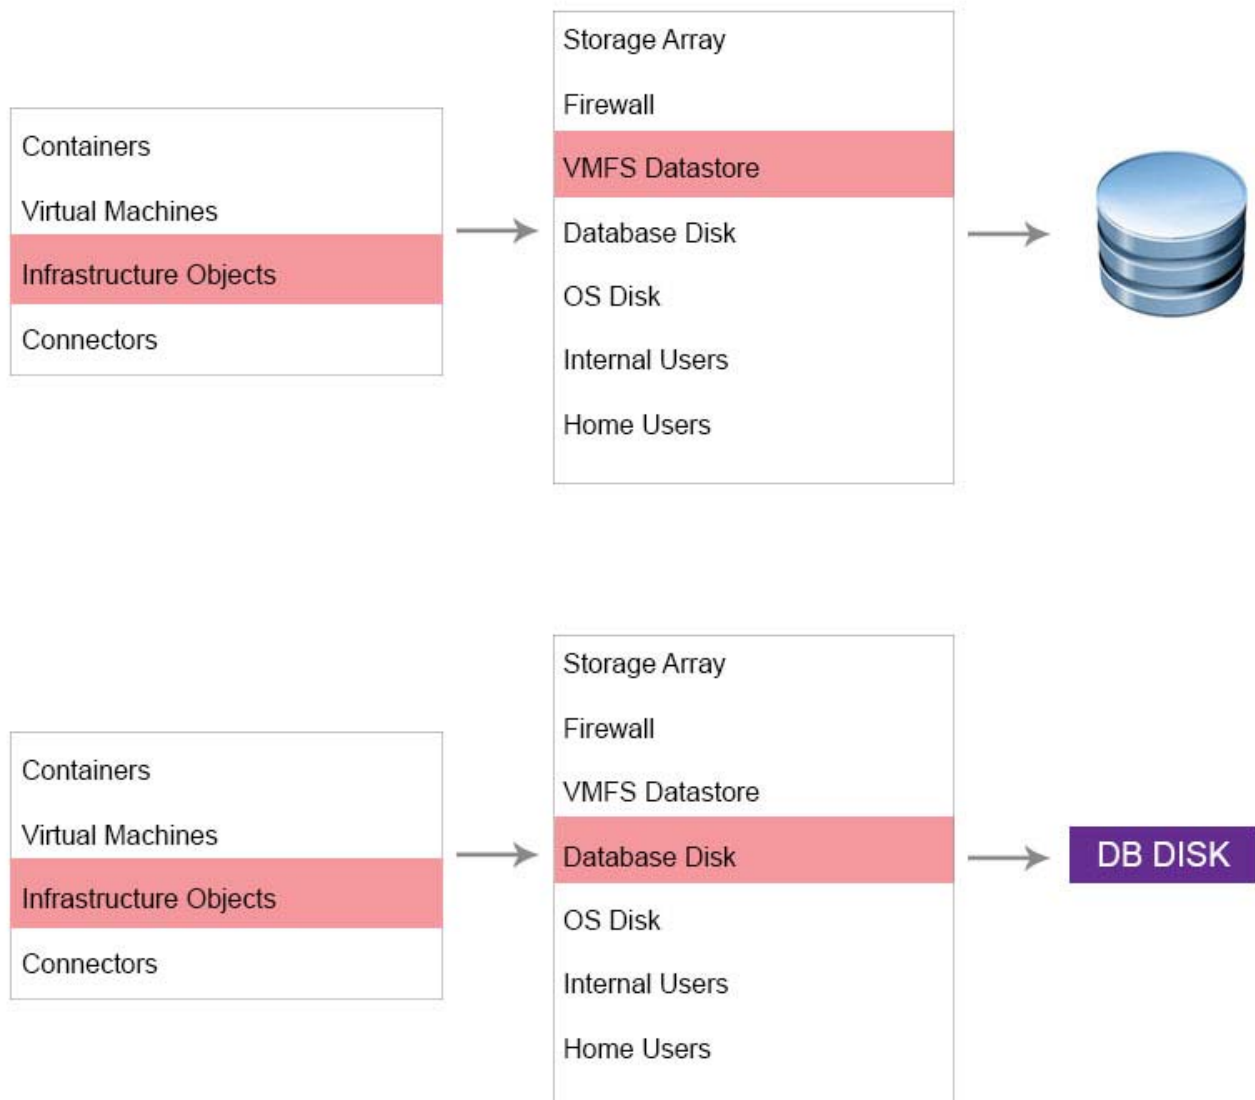 Containers
Virtual Machines
Infrastructure Objects
Connectors
Storage Array
Firewall
VMFS Datastore
Database Disk
OS Disk
Internal Users
Home Users
Containers
Virtual Machines
Infrastructure Objects
Connectors
Storage Array
Firewall
VMFS Datastore
Database Disk
OS Disk
Internal Users
Home Users
DB DISK